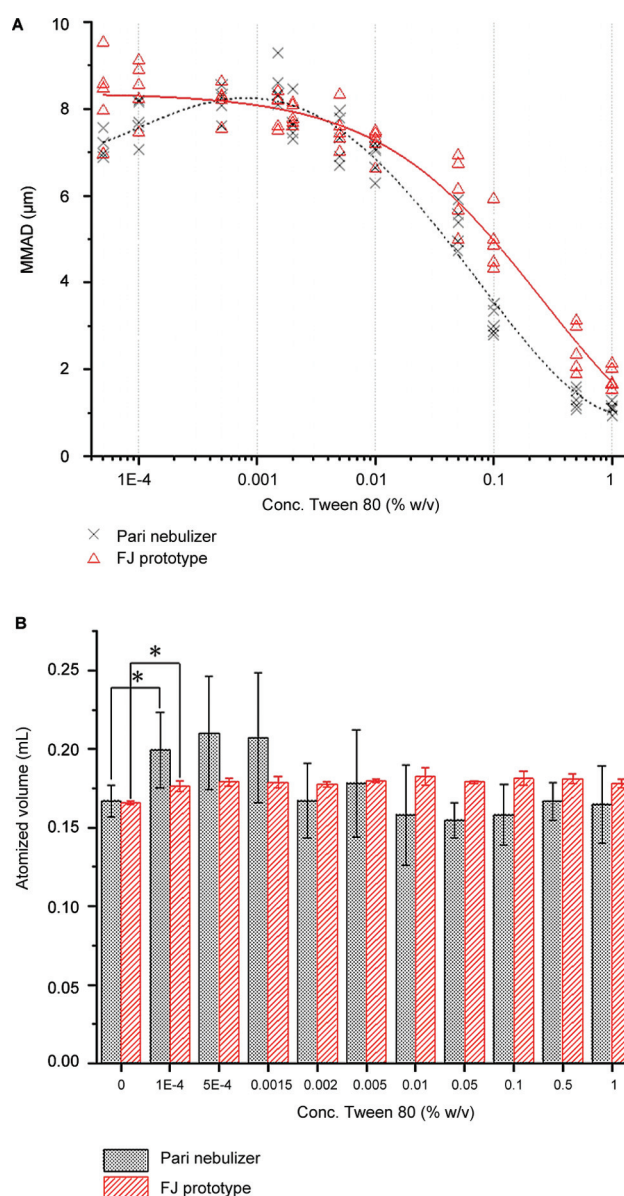 A
10
8
6
4
2
0
MMAD (µm)
1E-4 0.001 0.01 0.1 1
Conc. Tween 80 (% w/v)
Pari nebulizer
FJ prototype
B
0.25
0.20
0.15
0.10
0.05
0.00
Atomized volume (mL)
* *
0 1E-4 5E-4 0.0015 0.002 0.005 0.01 0.05 0.1 0.5 1
Conc. Tween 80 (% w/v)
Pari nebulizer
FJ prototype